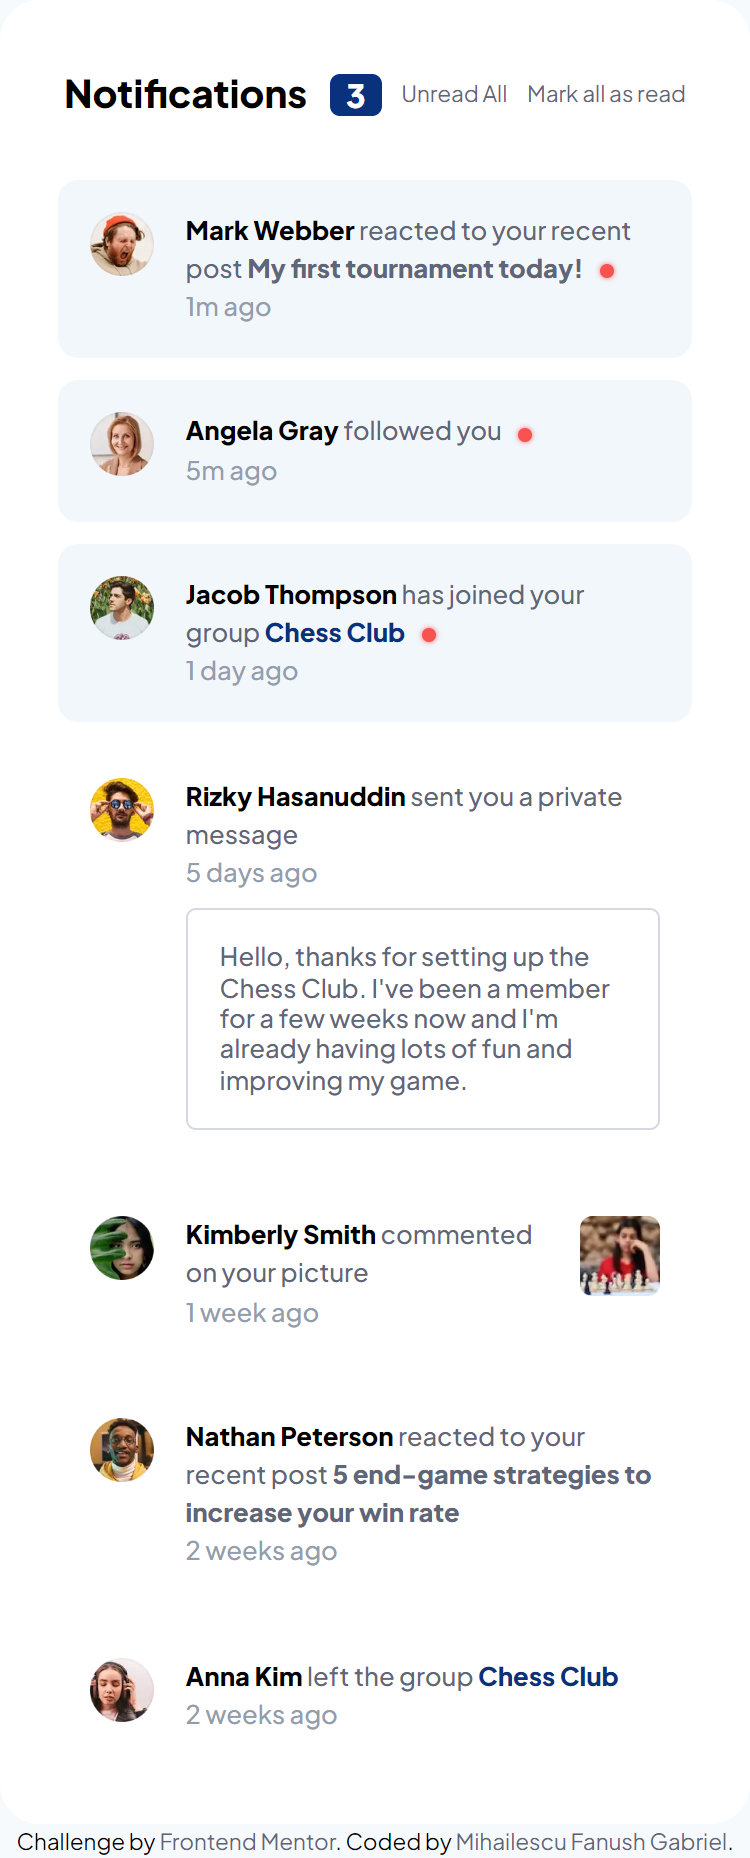 Notifications 3 Unread All Mark all as read
Mark Webber reacted to your recent
post My first tournament today!
1m ago
Angela Gray followed you
5m ago
Jacob Thompson has joined your
group Chess Club
1 day ago
Rizky Hasanuddin sent you a private
message
5 days ago
Hello, thanks for setting up the
Chess Club. I've been a member
for a few weeks now and I'm
already having lots of fun and
improving my game.
Kimberly Smith commented
on your picture
1 week ago
Nathan Peterson reacted to your
recent post 5 end-game strategies to
increase your win rate
2 weeks ago
Anna Kim left the group Chess Club
2 weeks ago
Challenge by Frontend Mentor. Coded by Mihailescu Fanush Gabriel.